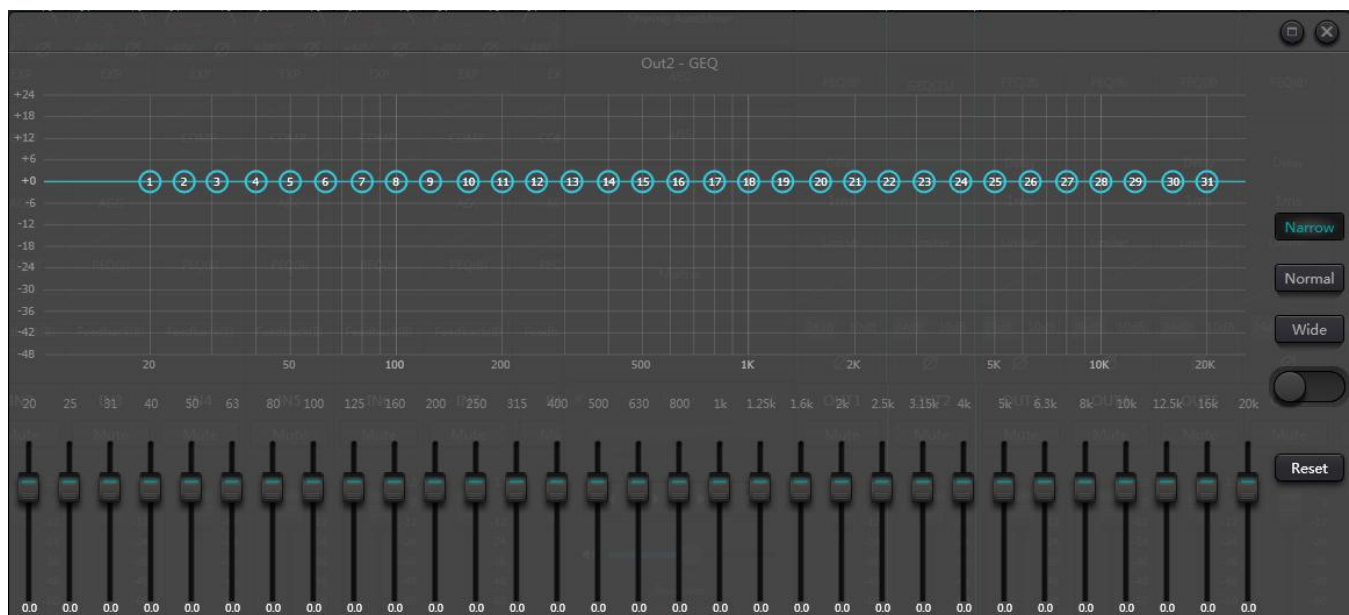 Out2 - GEQ
+24
+18
+12
+6
+0
-6
-12
-18
-24
-30
-36
-42
-48
1 2 3 4 5 6 7 8 9 10 11 12 13 14 15 16 17 18 19 20 21 22 23 24 25 26 27 28 29 30 31
20 50 100 200 500 1K 2K 5K 10K 20K
Narrow
Normal
Wide
20 25 31 40 50 63 80 100 125 160 200 250 315 400 500 630 800 1k 1.25k 1.6k 2k 2.5k 3.15k 4k 5k 6.3k 8k 10k 12.5k 16k 20k
Reset
0.0 0.0 0.0 0.0 0.0 0.0 0.0 0.0 0.0 0.0 0.0 0.0 0.0 0.0 0.0 0.0 0.0 0.0 0.0 0.0 0.0 0.0 0.0 0.0 0.0 0.0 0.0 0.0 0.0 0.0 0.0